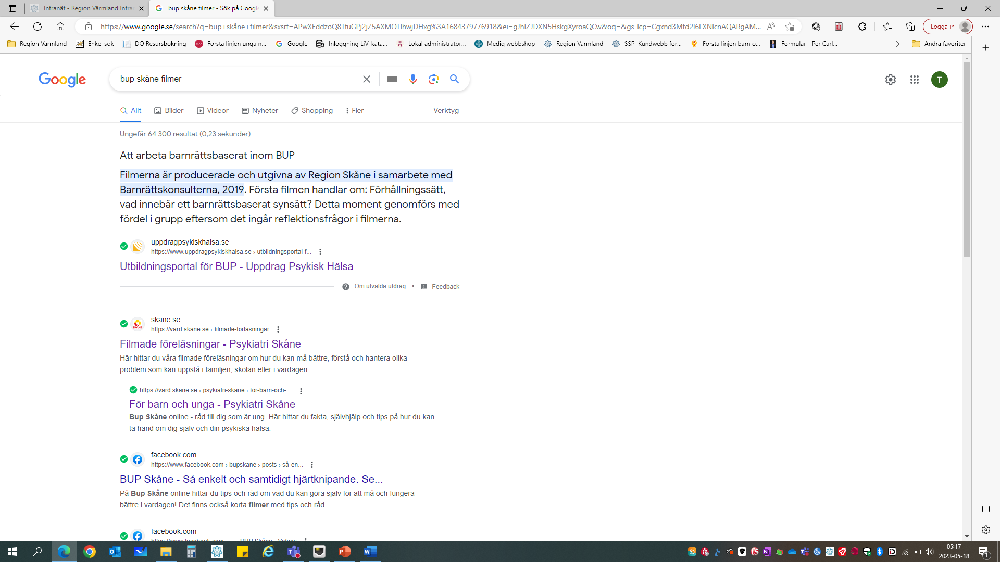 Intranät - Region Värmland Intra
bup skåne filmer - Sök på Google
https://www.google.se/search?q=bup+skåne+filmer&sxsrf=APwXEddzoQ8TfuGPj2jZ5AXMOTIhwjDHxg%3A1684379776918&ei=gJhlZJDXN5HskgXyroaQCw&oq=&gs_lcp=Cgxnd3Mtd2l6LXNlcnAQARgAM...
Logga in
Region Värmland
Enkel sök
DQ Resursbokning
Första linjen unga n...
Google
Inloggning LiV-kata...
Lokal administratör...
Mediq webbshop
Region Värmland
SSP Kundwebb för...
Första linjen barn o...
Formulär - Per Carl...
Andra favoriter
Google
bup skåne filmer
T
Allt
Bilder
Videor
Nyheter
Shopping
Fler
Verktyg
Ungefär 64 300 resultat (0,23 sekunder)
Att arbeta barnrättsbaserat inom BUP
Filmerna är producerade och utgivna av Region Skåne i samarbete med
Barnrättskonsulterna, 2019. Första filmen handlar om: Förhållningssätt,
vad innebär ett barnrättsbaserat synsätt? Detta moment genomförs med
fördel i grupp eftersom det ingår reflektionsfrågor i filmerna.
uppdragpsykiskhalsa.se
https://www.uppdragpsykiskhalsa.se › utbildningsportal-f...
Utbildningsportal för BUP - Uppdrag Psykisk Hälsa
Om utvalda utdrag • Feedback
skane.se
https://vard.skane.se › filmade-forlasningar
Filmade föreläsningar - Psykiatri Skåne
Här hittar du våra filmade föreläsningar om hur du kan må bättre, förstå och hantera olika
problem som kan uppstå i familjen, skolan eller i vardagen.
https://vard.skane.se › psykiatri-skane › for-barn-och-...
För barn och unga - Psykiatri Skåne
Bup Skåne online - råd till dig som är ung. Här hittar du fakta, självhjälp och tips på hur du kan
ta hand om dig själv och din psykiska hälsa.
facebook.com
https://www.facebook.com › bupskane › posts › så-en...
BUP Skåne - Så enkelt och samtidigt hjärtknipande. Se...
På Bup Skåne online hittar du tips och råd om vad du kan göra själv för att må och fungera
bättre i vardagen! Det finns också korta filmer med tips och råd ...
facebook.com
https://www.facebook.com › ... › BUP Skåne › Videos
05:17
2023-05-18
1